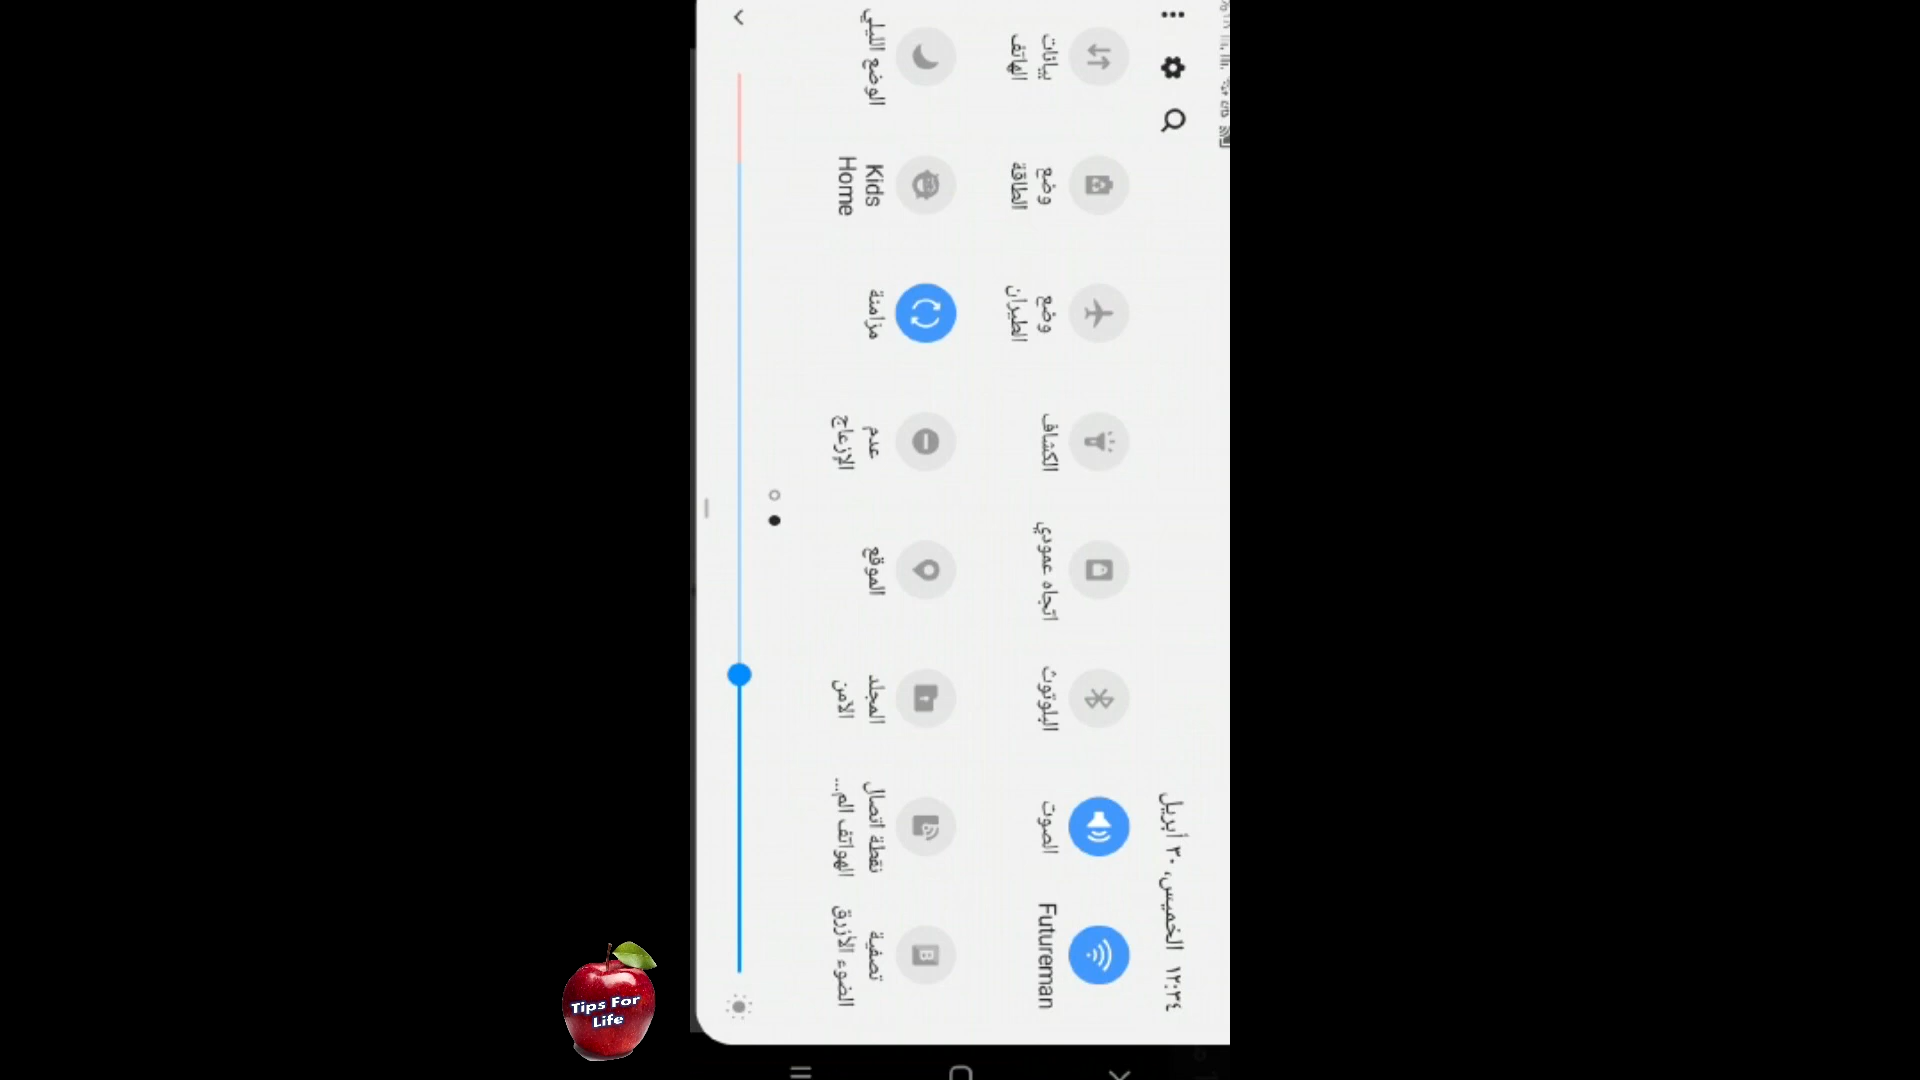 ١٢:٣٤ الخميس، ٣٠ أبريل
Futureman
الصوت
البلوتوث
اتجاه عمودي
الكشاف
وضع
الطيران
وضع
الطاقة
بيانات
الهاتف
تصفية
الضوء الأزرق
نقطة اتصال
الهواتف الم...
المجلد
الآمن
الموقع
عدم
الإزعاج
مزامنة
Kids
Home
الوضع الليلي
Tips For
Life